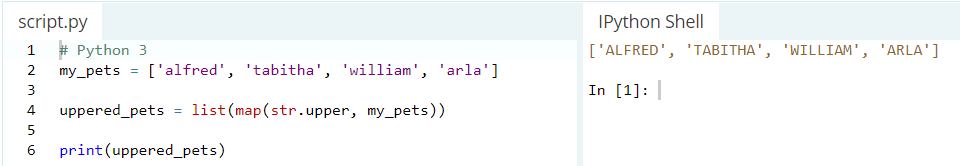 script.py
1 # Python 3
2 my_pets = ['alfred', 'tabitha', 'william', 'arla']
3
4 uppered_pets = list(map(str.upper, my_pets))
5
6 print(uppered_pets)
IPython Shell
['ALFRED', 'TABITHA', 'WILLIAM', 'ARLA']
In [1]: